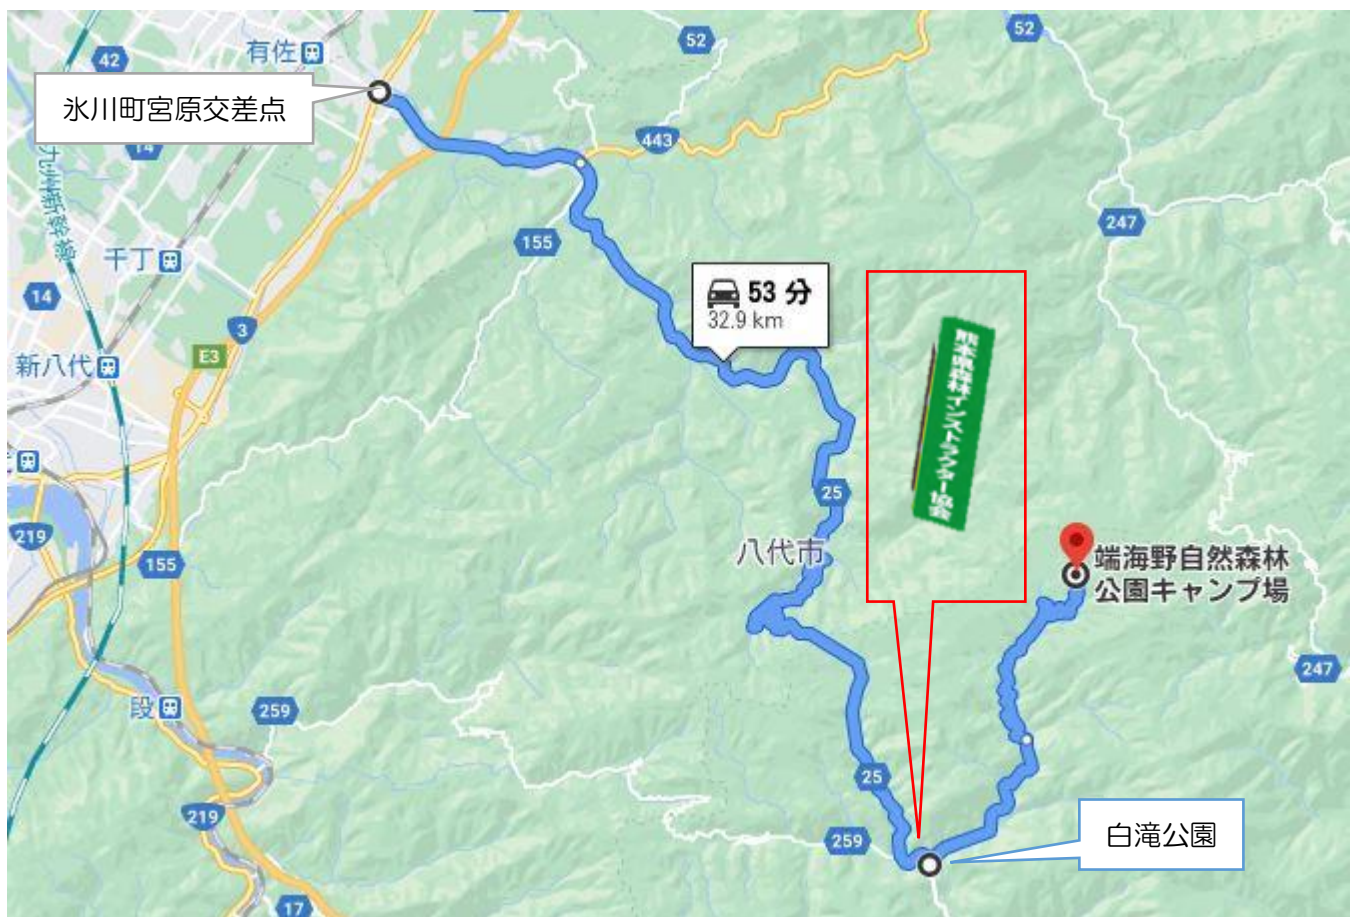 52
52
42
有佐
氷川町宮原交差点
14
443
九州新幹線
247
155
千丁
14
3
53 分
32.9 km
E3
新八代
熊本県森林インストラクター協会
25
219
八代市
155
端海野自然森林
公園キャンプ場
247
段
259
25
219
259
白滝公園
17